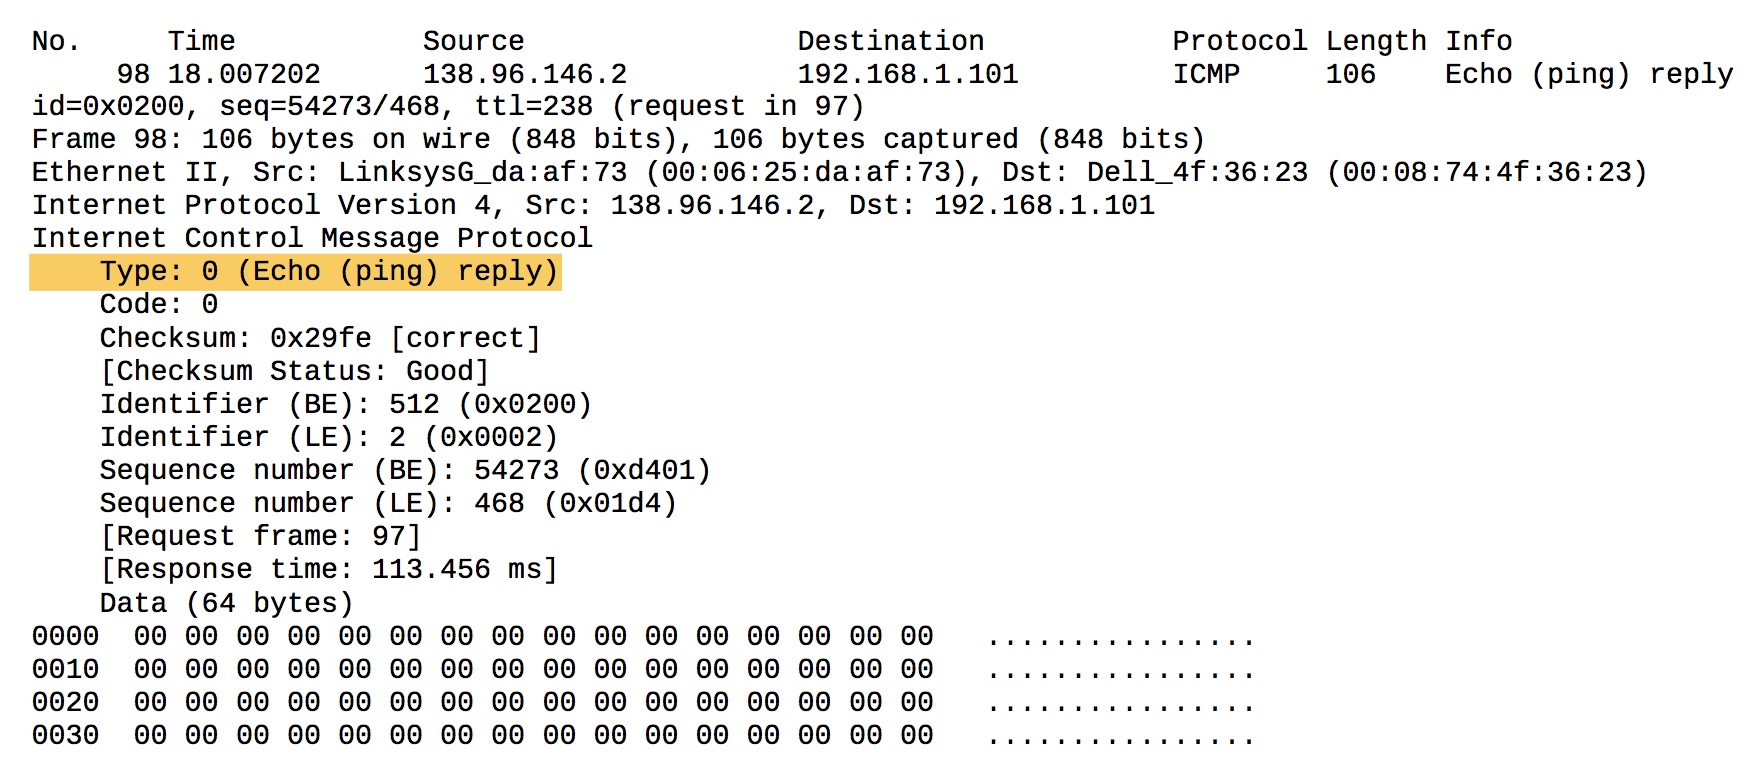 No.     Time           Source                Destination           Protocol Length Info
     98 18.007202      138.96.146.2          192.168.1.101         ICMP     106    Echo (ping) reply
id=0x0200, seq=54273/468, ttl=238 (request in 97)
Frame 98: 106 bytes on wire (848 bits), 106 bytes captured (848 bits)
Ethernet II, Src: LinksysG_da:af:73 (00:06:25:da:af:73), Dst: Dell_4f:36:23 (00:08:74:4f:36:23)
Internet Protocol Version 4, Src: 138.96.146.2, Dst: 192.168.1.101
Internet Control Message Protocol
    Type: 0 (Echo (ping) reply)
    Code: 0
    Checksum: 0x29fe [correct]
    [Checksum Status: Good]
    Identifier (BE): 512 (0x0200)
    Identifier (LE): 2 (0x0002)
    Sequence number (BE): 54273 (0xd401)
    Sequence number (LE): 468 (0x01d4)
    [Request frame: 97]
    [Response time: 113.456 ms]
    Data (64 bytes)
0000  00 00 00 00 00 00 00 00 00 00 00 00 00 00 00 00   ................
0010  00 00 00 00 00 00 00 00 00 00 00 00 00 00 00 00   ................
0020  00 00 00 00 00 00 00 00 00 00 00 00 00 00 00 00   ................
0030  00 00 00 00 00 00 00 00 00 00 00 00 00 00 00 00   ................